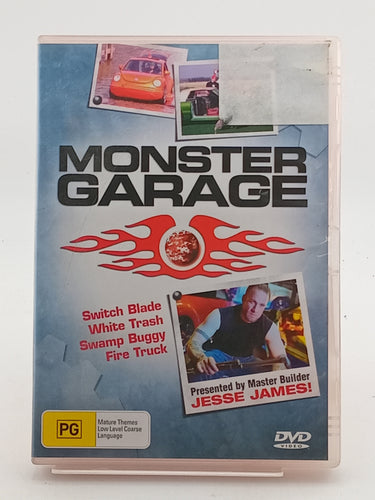 MONSTER
GARAGE
Switch Blade
White Trash
Swamp Buggy
Fire Truck
Presented by Master Builder
JESSE JAMES!
PG
Mature Themes
Low Level Coarse
Language
DVD
VIDEO